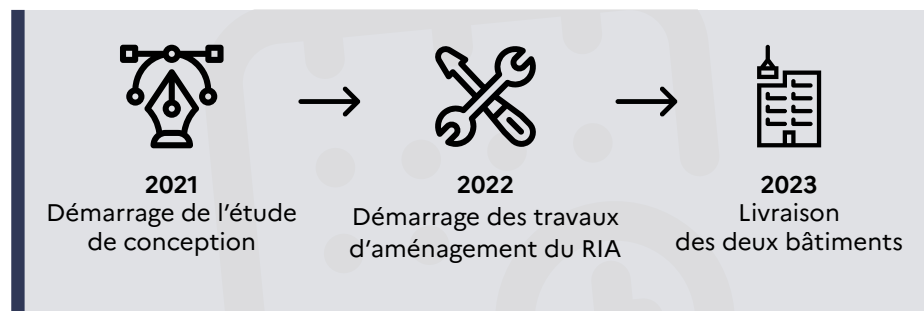 2021
Démarrage de l'étude
de conception
2022
Démarrage des travaux
d'aménagement du RIA
2023
Livraison
des deux bâtiments